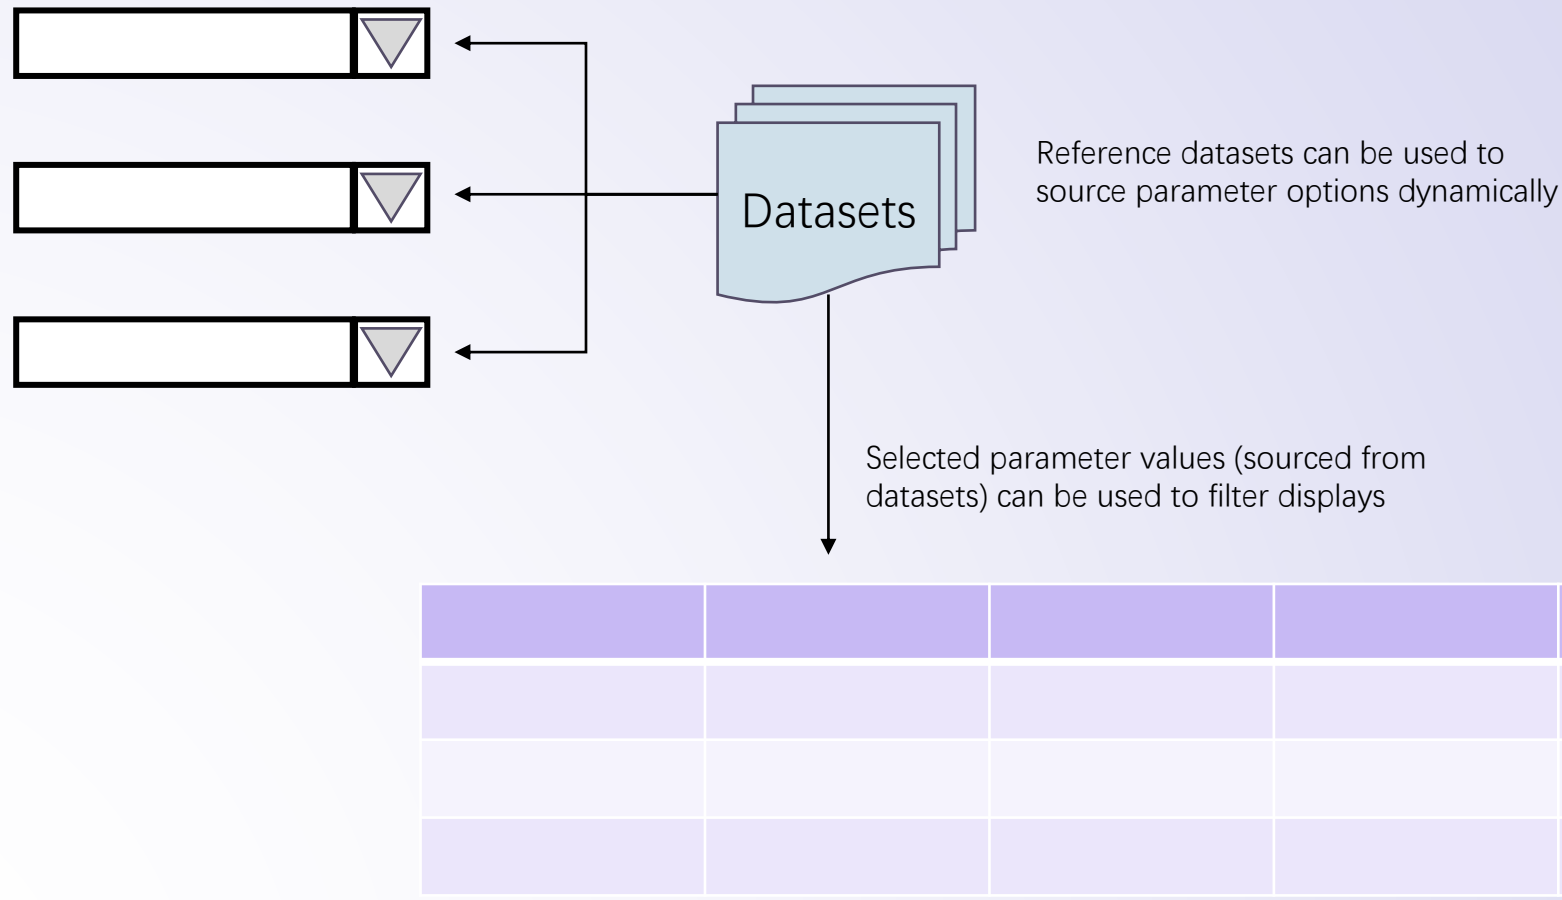 Datasets
Reference datasets can be used to
source parameter options dynamically
Selected parameter values (sourced from
datasets) can be used to filter displays